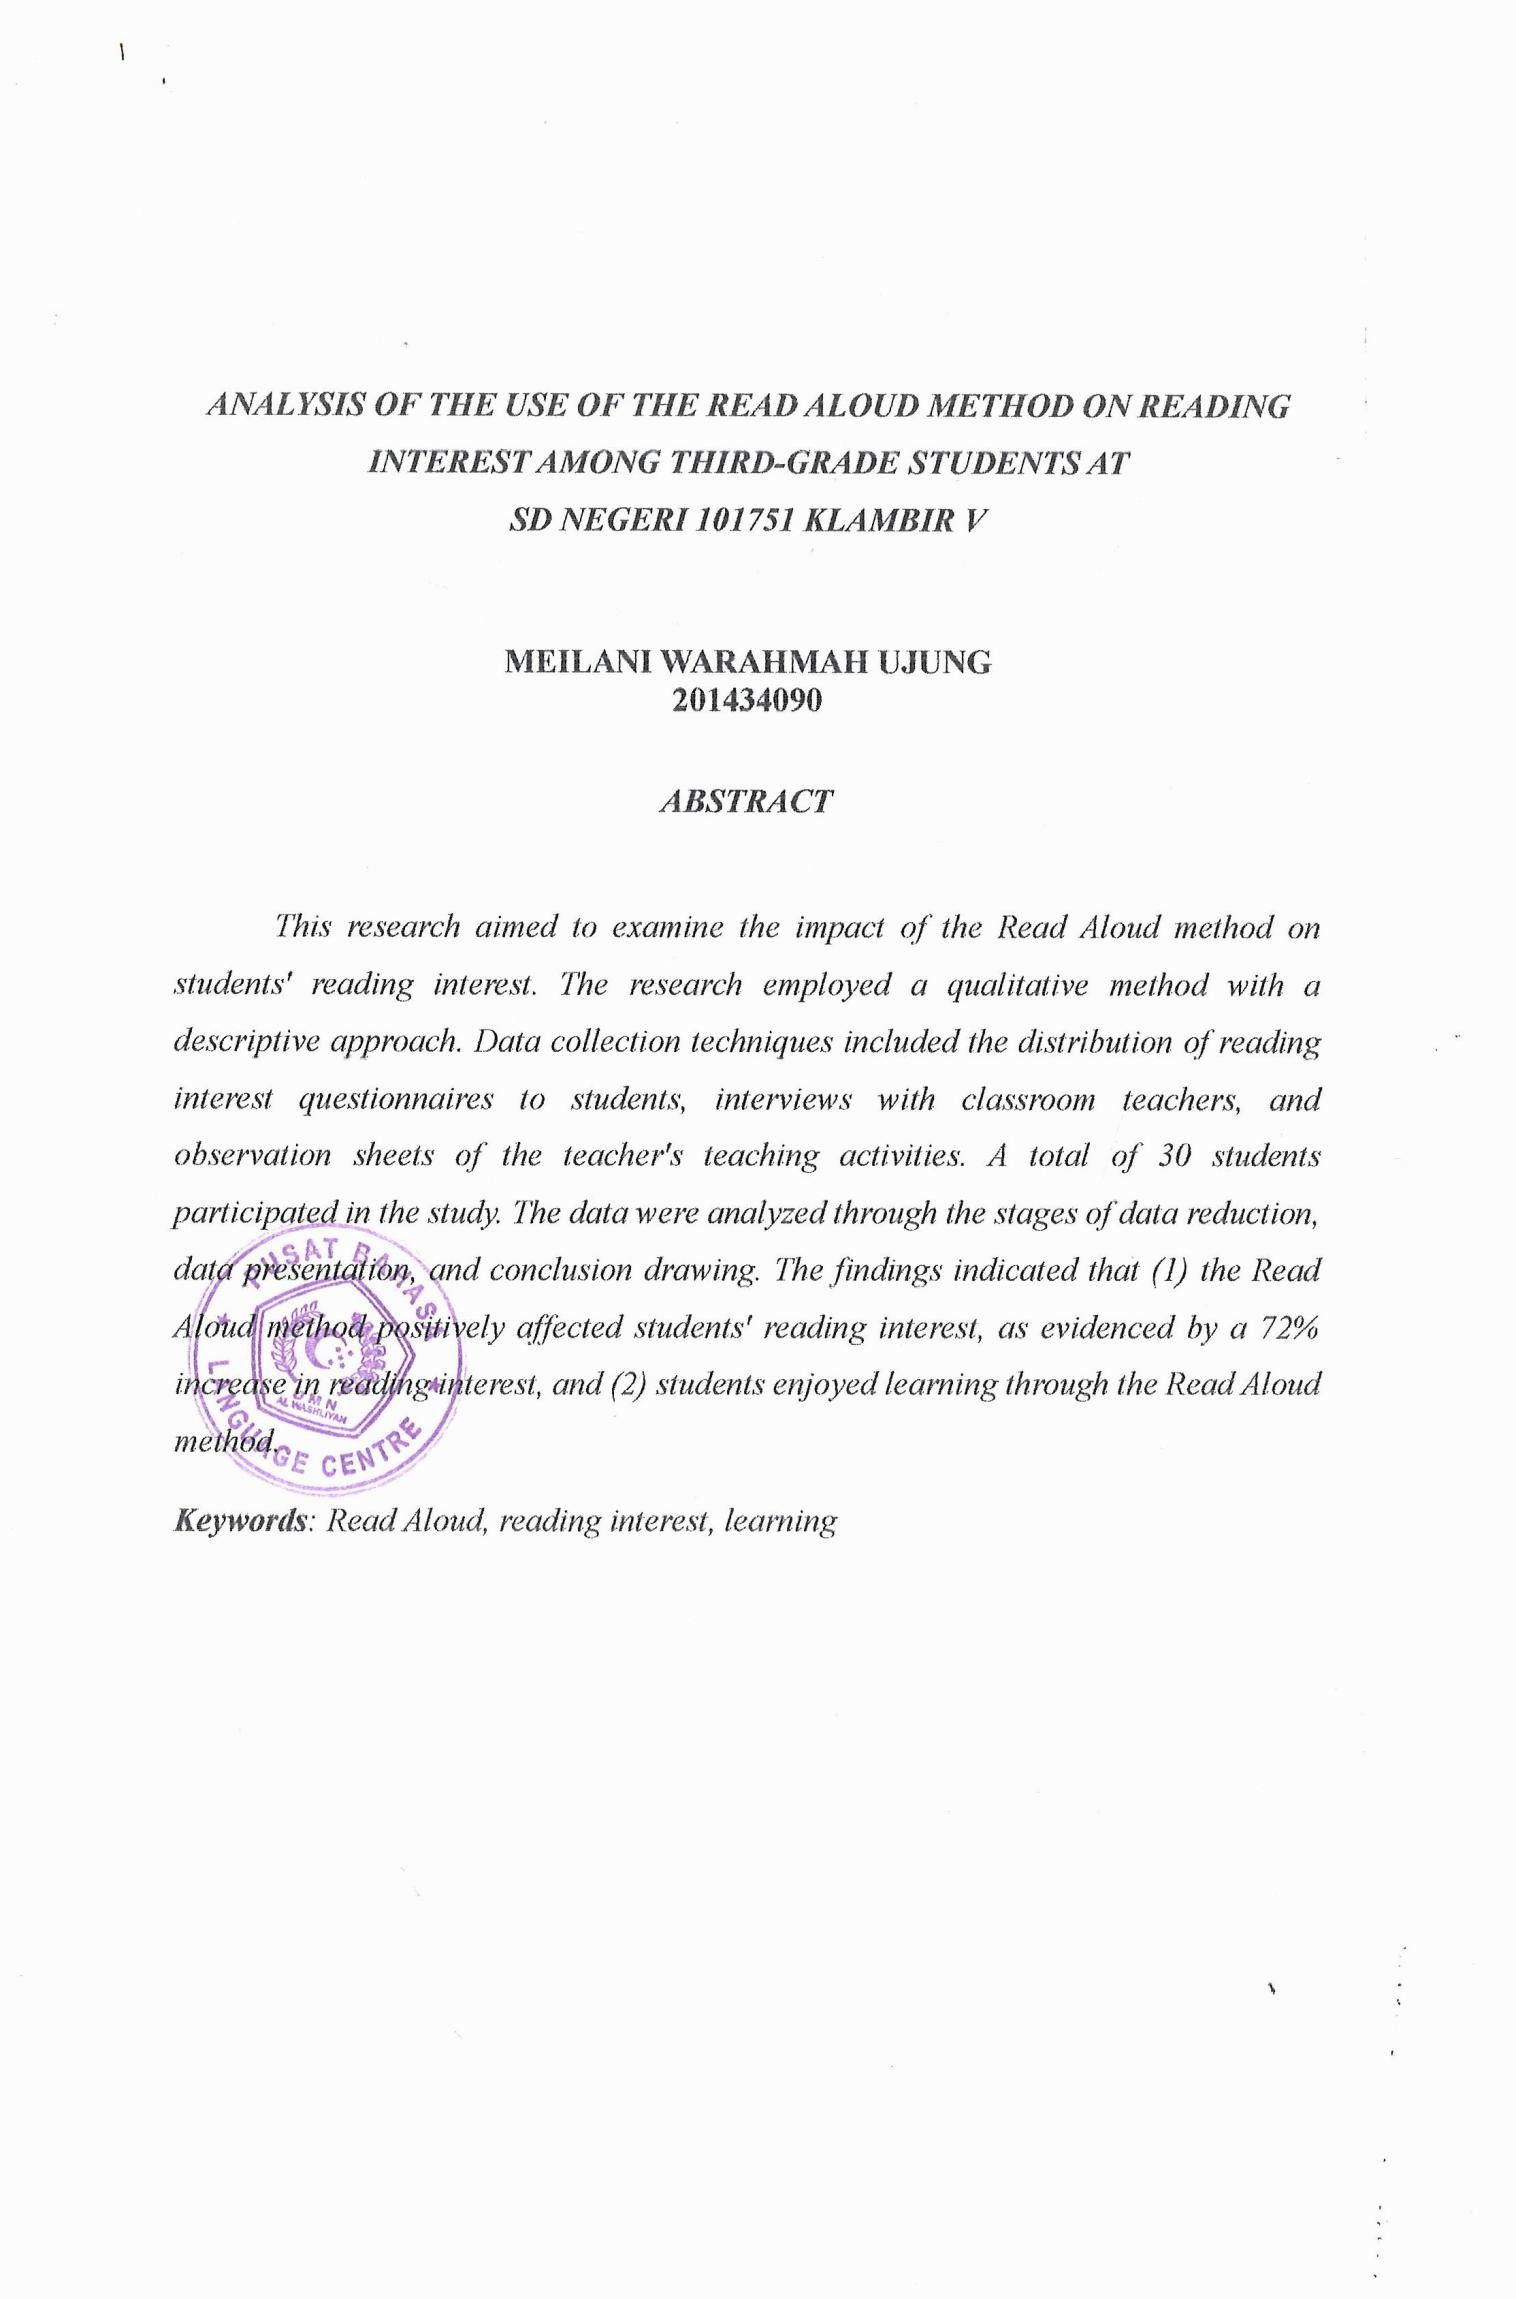 ANALYSIS OF THE USE OF THE READ ALOUD METHOD ON READING
INTEREST AMONG THIRD-GRADE STUDENTS AT
SD NEGERI 101751 KLAMBIR V
MEILANI WARAHMAH UJUNG
201434090
ABSTRACT
This research aimed to examine the impact of the Read Aloud method on
students' reading interest. The research employed a qualitative method with a
descriptive approach. Data collection techniques included the distribution of reading
interest questionnaires to students, interviews with classroom teachers, and
observation sheets of the teacher's teaching activities. A total of 30 students
participated in the study. The data were analyzed through the stages of data reduction,
data presentation, and conclusion drawing. The findings indicated that (1) the Read
Aloud method positively affected students' reading interest, as evidenced by a 72%
increase in reading interest, and (2) students enjoyed learning through the Read Aloud
method.
PUSAT BAHASA
UMN
AL WASHLIYAH
LANGUAGE CENTRE
Keywords: Read Aloud, reading interest, learning